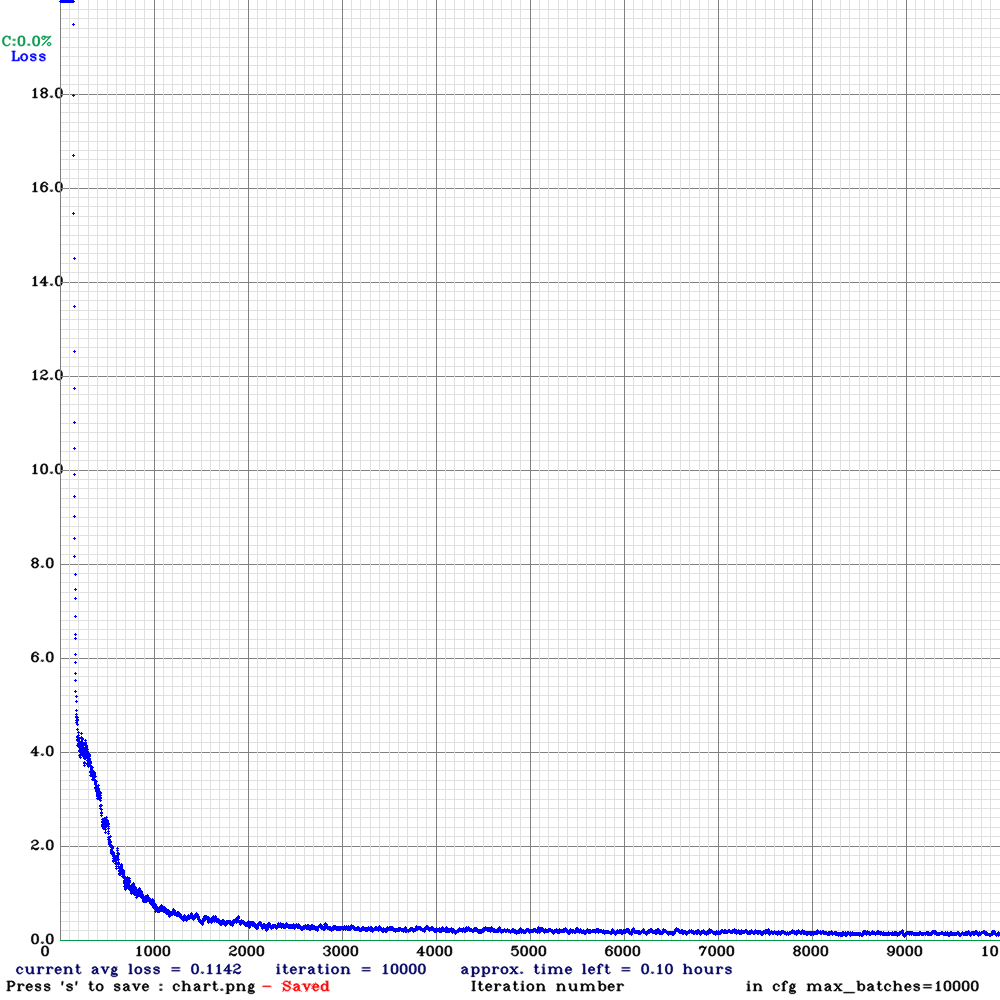 C:0.0%
Loss
18.0
16.0
14.0
12.0
10.0
8.0
6.0
4.0
2.0
0.0
0 1000 2000 3000 4000 5000 6000 7000 8000 9000 10
current avg loss = 0.1142 iteration = 10000 approx. time left = 0.10 hours
Press 's' to save : chart.png - Saved Iteration number in cfg max_batches=10000